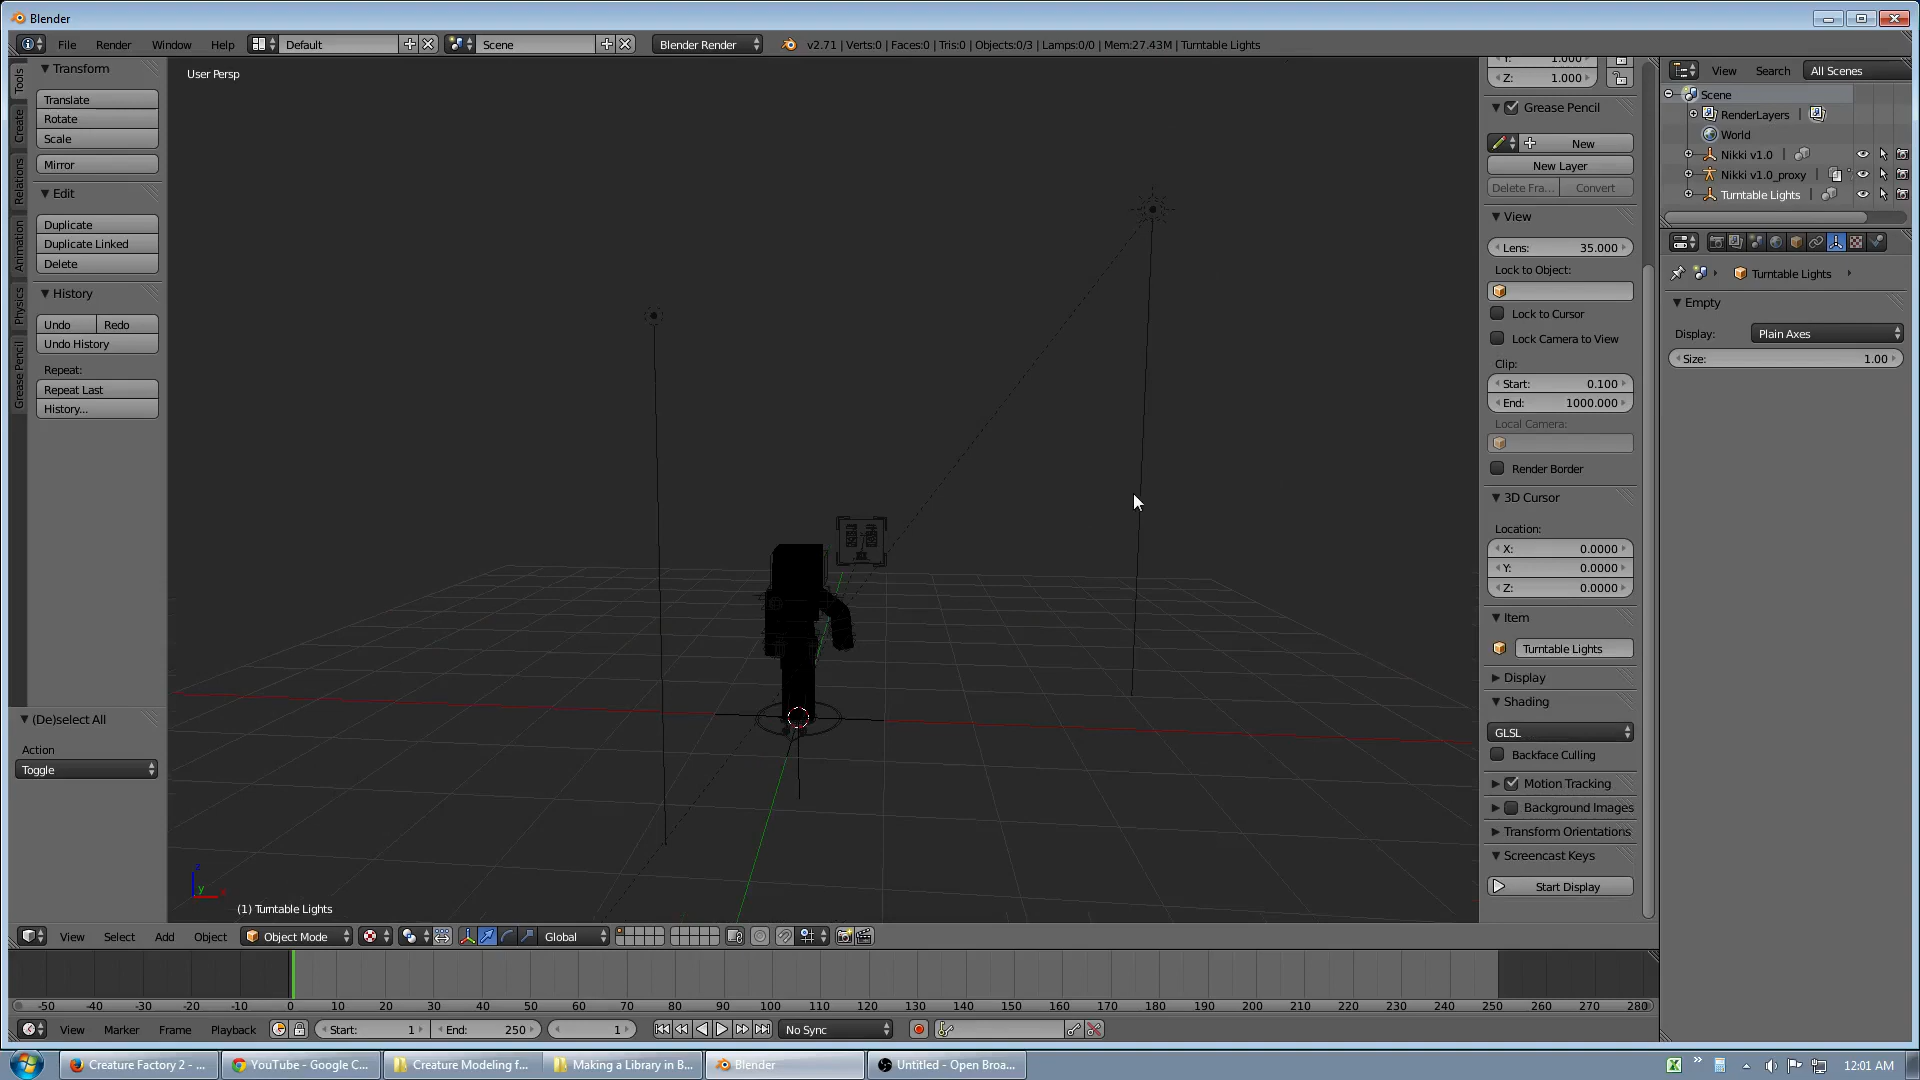 Blender
File Render Window Help Default Scene Blender Render v2.71 | Verts:0 | Faces:0 | Tris:0 | Objects:0/3 | Lamps:0/0 | Mem:27.43M | Turntable Lights
Tools
Create
Relations
Animation
Physics
Grease Pencil
Transform
Translate
Rotate
Scale
Mirror
Edit
Duplicate
Duplicate Linked
Delete
History
Undo Redo
Undo History
Repeat:
Repeat Last
History...
(De)select All
Action
Toggle
User Persp
(1) Turntable Lights
Y: 1.000
Z: 1.000
Grease Pencil
New
New Layer
Delete Fra... Convert
View
Lens: 35.000
Lock to Object:
Lock to Cursor
Lock Camera to View
Clip:
Start: 0.100
End: 1000.000
Local Camera:
Render Border
3D Cursor
Location:
X: 0.0000
Y: 0.0000
Z: 0.0000
Item
Turntable Lights
Display
Shading
GLSL
Backface Culling
Motion Tracking
Background Images
Transform Orientations
Screencast Keys
Start Display
View Search All Scenes
Scene
RenderLayers
World
Nikki v1.0
Nikki v1.0_proxy
Turntable Lights
Turntable Lights
Empty
Display: Plain Axes
Size: 1.00
z
y
View Select Add Object Object Mode Global
-50 -40 -30 -20 -10 0 10 20 30 40 50 60 70 80 90 100 110 120 130 140 150 160 170 180 190 200 210 220 230 240 250 260 270 280
View Marker Frame Playback Start: 1 End: 250 1 No Sync
Creature Factory 2 - ... YouTube - Google C... Creature Modeling f... Making a Library in B... Blender Untitled - Open Broa... 12:01 AM